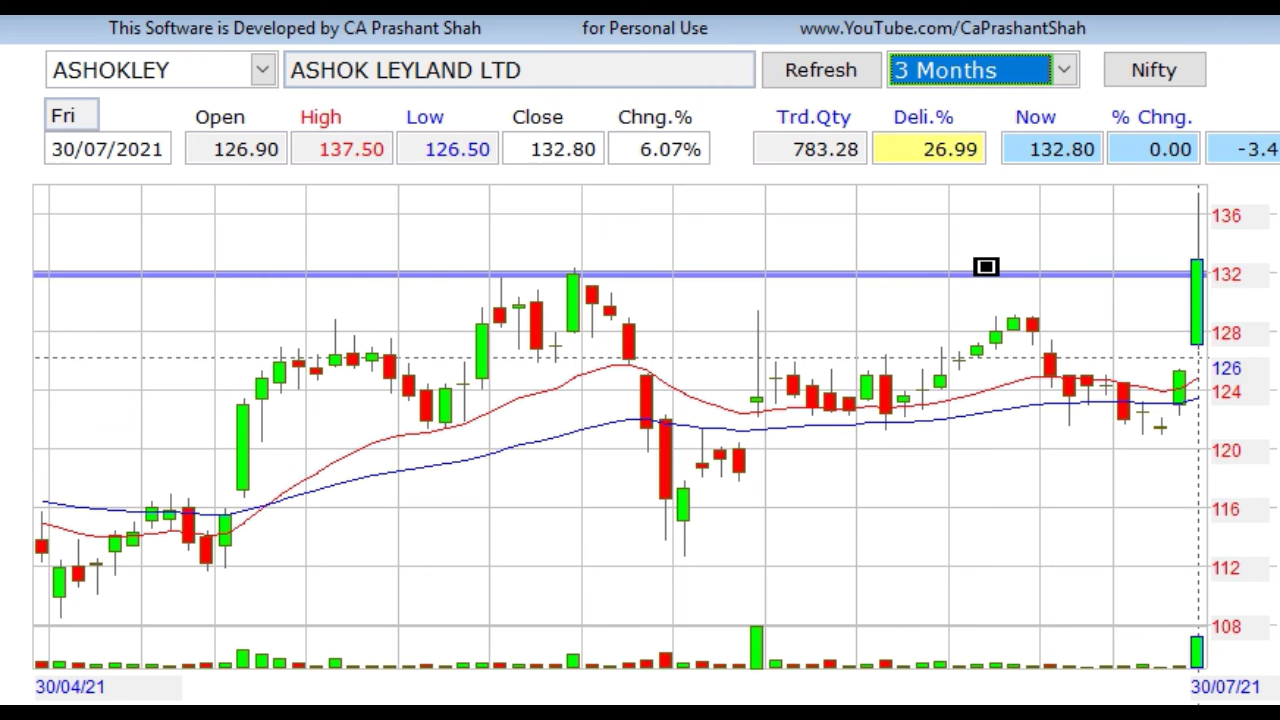 This Software is Developed by CA Prashant Shah for Personal Use www.YouTube.com/CaPrashantShah
ASHOKLEY ASHOK LEYLAND LTD Refresh 3 Months Nifty
Fri Open High Low Close Chng.% Trd.Qty Deli.% Now % Chng.
30/07/2021 126.90 137.50 126.50 132.80 6.07% 783.28 26.99 132.80 0.00 -3.4
136
132
128
126
124
120
116
112
108
30/04/21 30/07/21